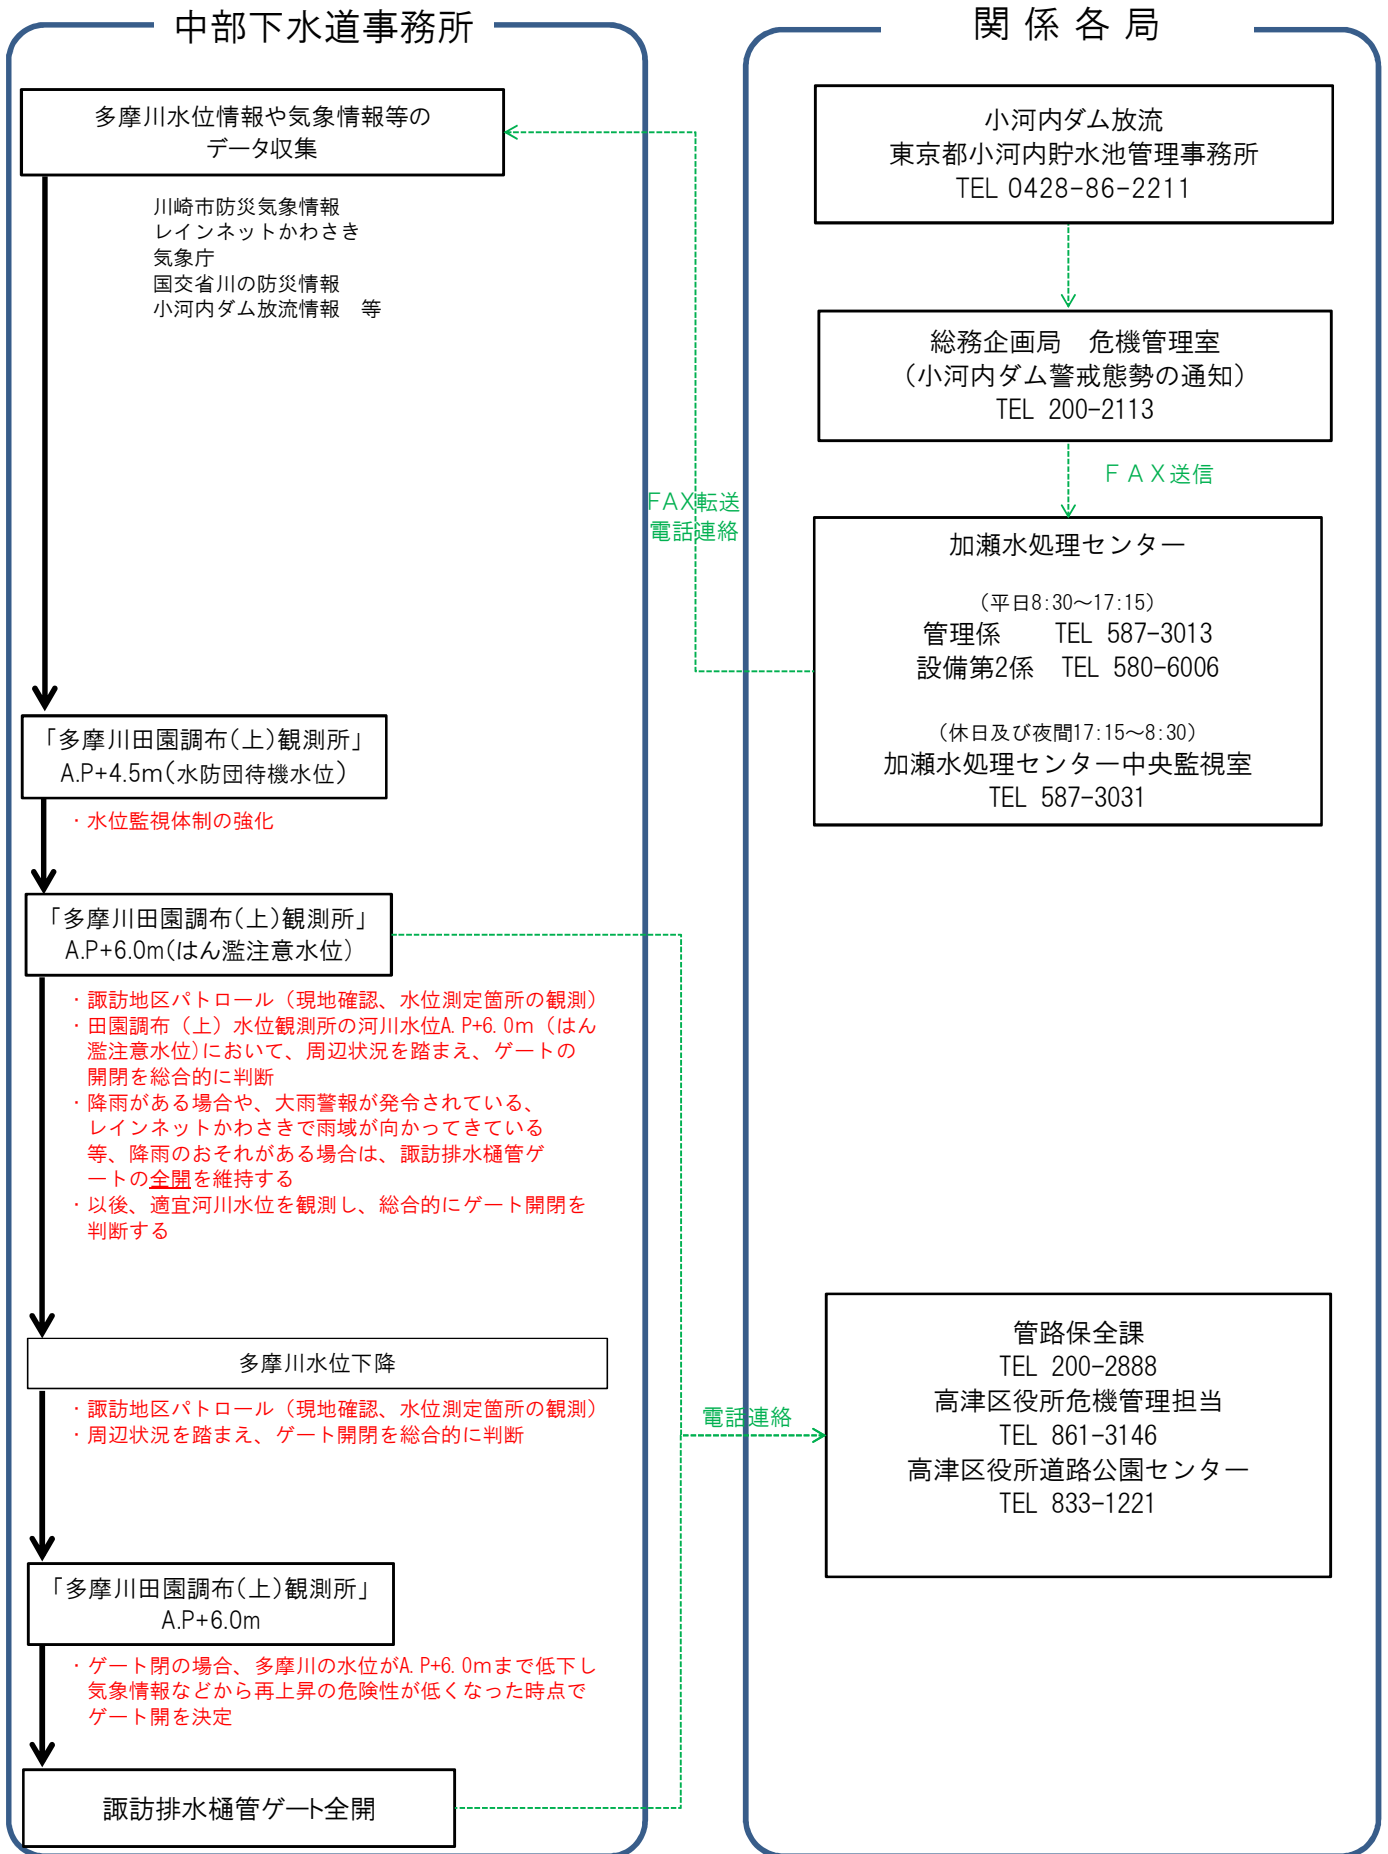 中部下水道事務所
多摩川水位情報や気象情報等の
データ収集
川崎市防災気象情報
レインネットかわさき
気象庁
国交省川の防災情報
小河内ダム放流情報　等
「多摩川田園調布(上)観測所」
A.P+4.5m(水防団待機水位)
・水位監視体制の強化
「多摩川田園調布(上)観測所」
A.P+6.0m(はん濫注意水位)
・諏訪地区パトロール（現地確認、水位測定箇所の観測）
・田園調布（上）水位観測所の河川水位A.P+6.0m（はん
濫注意水位)において、周辺状況を踏まえ、ゲートの
開閉を総合的に判断
・降雨がある場合や、大雨警報が発令されている、
レインネットかわさきで雨域が向かってきている
等、降雨のおそれがある場合は、諏訪排水樋管ゲ
ートの全開を維持する
・以後、適宜河川水位を観測し、総合的にゲート開閉を
判断する
多摩川水位下降
・諏訪地区パトロール（現地確認、水位測定箇所の観測）
・周辺状況を踏まえ、ゲート開閉を総合的に判断
「多摩川田園調布(上)観測所」
A.P+6.0m
・ゲート閉の場合、多摩川の水位がA.P+6.0mまで低下し
気象情報などから再上昇の危険性が低くなった時点で
ゲート開を決定
諏訪排水樋管ゲート全開
FAX転送
電話連絡
電話連絡
関係各局
小河内ダム放流
東京都小河内貯水池管理事務所
TEL 0428-86-2211
総務企画局　危機管理室
（小河内ダム警戒態勢の通知）
TEL 200-2113
ＦＡＸ送信
加瀬水処理センター
（平日8:30～17:15）
管理係　　TEL 587-3013
設備第2係　TEL 580-6006
（休日及び夜間17:15～8:30）
加瀬水処理センター中央監視室
TEL 587-3031
管路保全課
TEL 200-2888
高津区役所危機管理担当
TEL 861-3146
高津区役所道路公園センター
TEL 833-1221